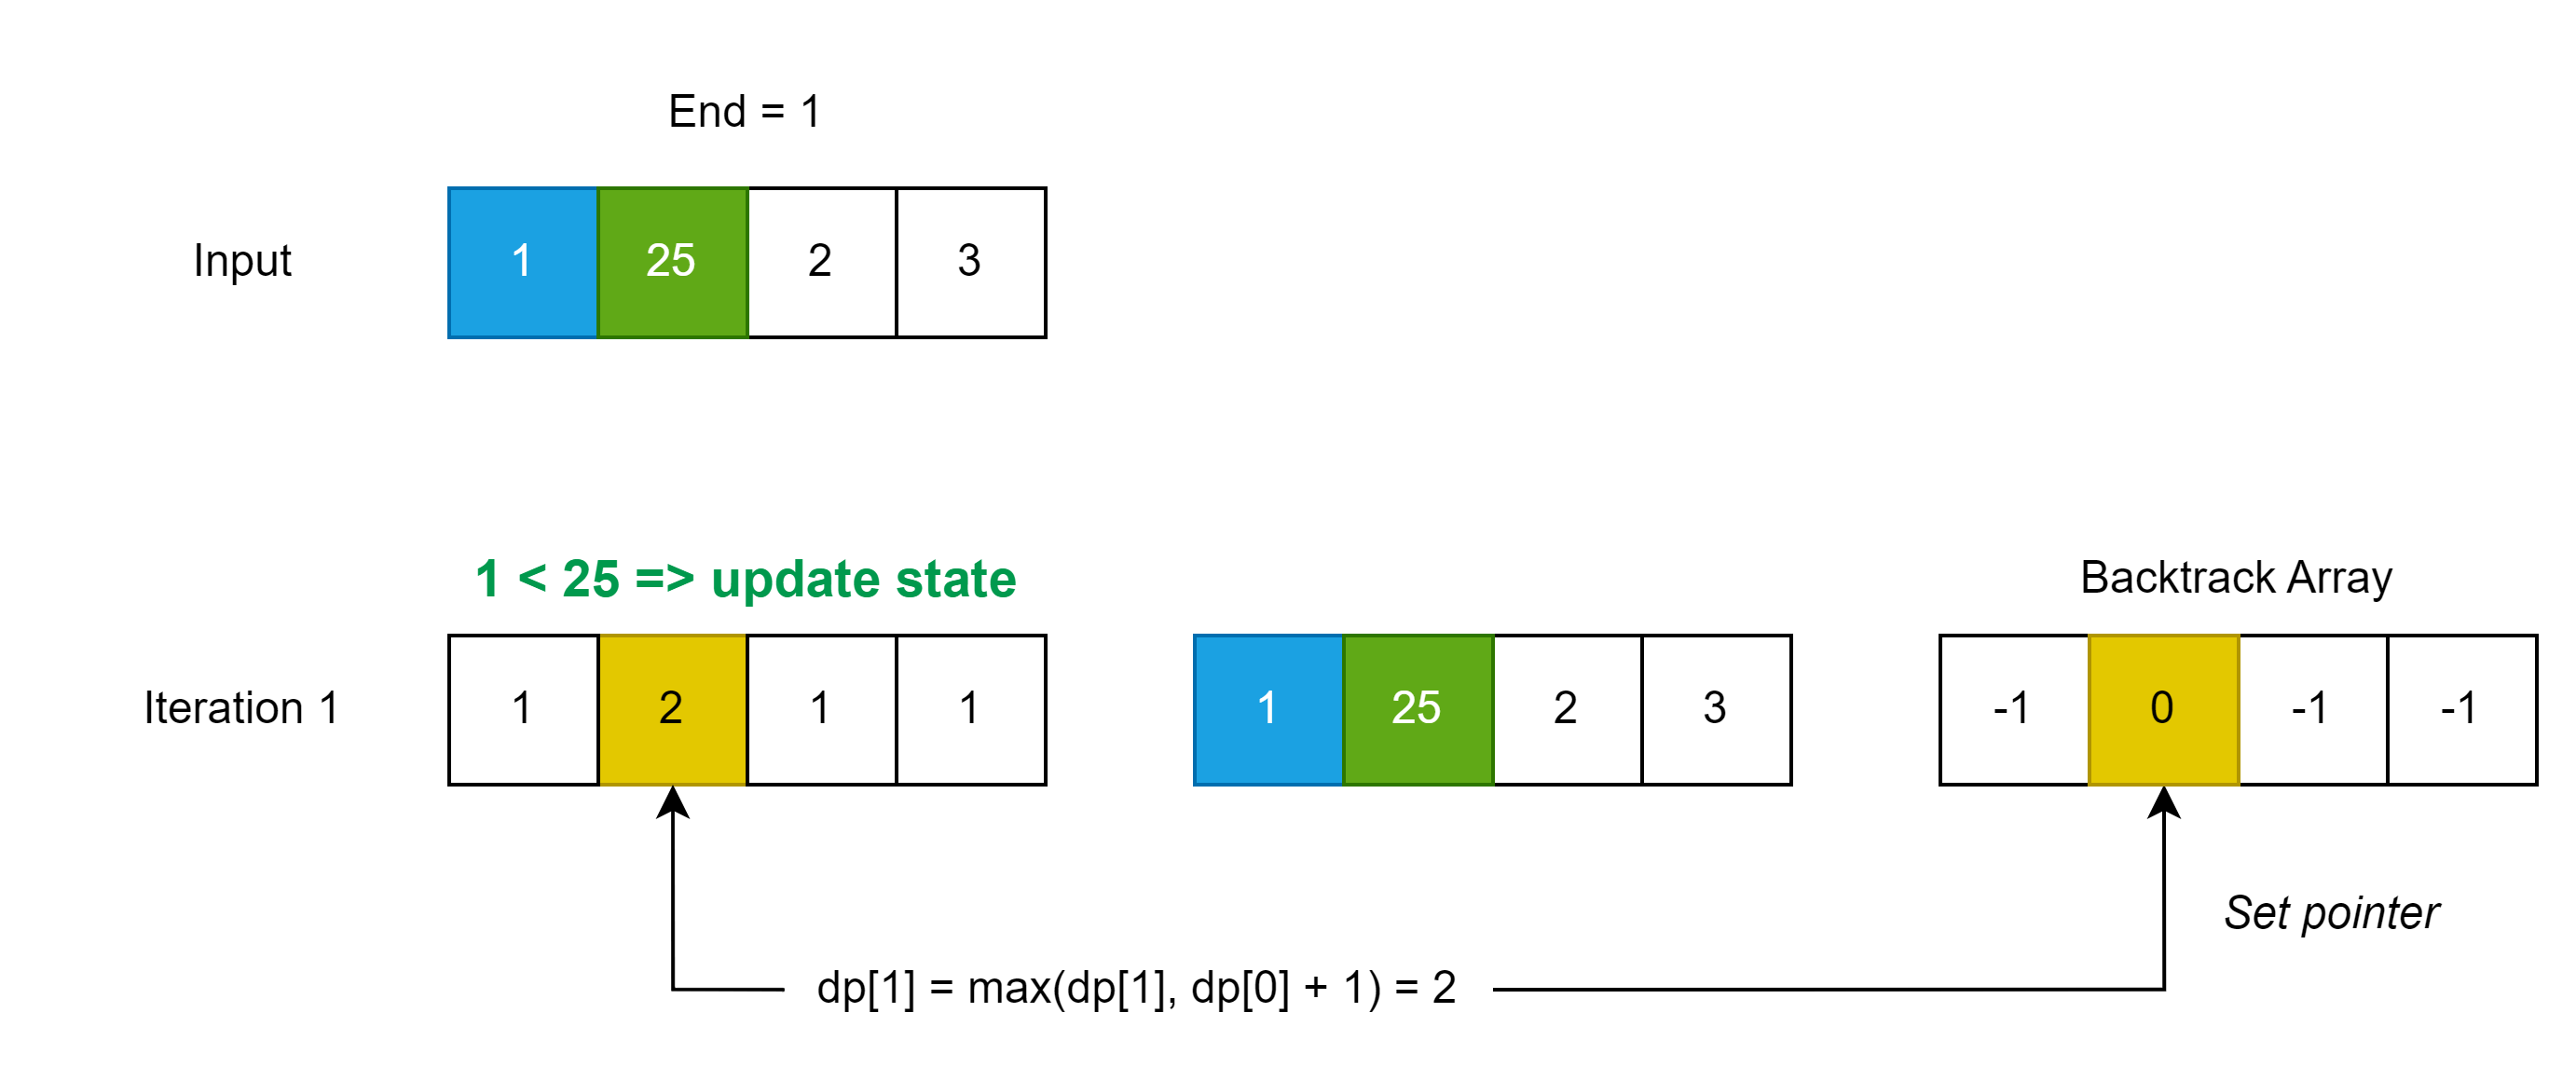 End = 1
Input
1 25 2 3
1 < 25 => update state
Backtrack Array
Iteration 1
1 2 1 1
1 25 2 3
-1 0 -1 -1
Set pointer
dp[1] = max(dp[1], dp[0] + 1) = 2